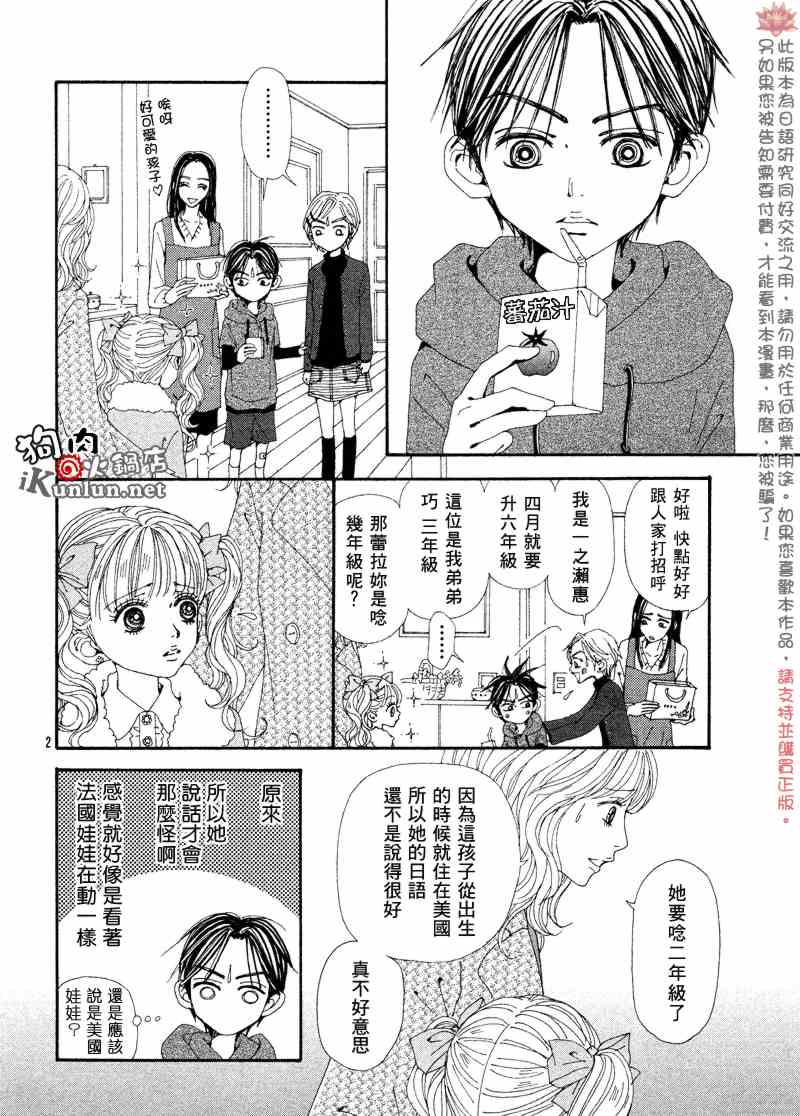 蕃茄汁
………
唉呀
好可愛的孩子♡
好啦 快點好好
跟人家打招呼
我是一之瀨惠
四月就要
升六年級
這位是我弟弟
巧 三年級
那蕾拉妳是唸
幾年級呢?
………
她要唸二年級了
因為這孩子從出生
的時候就住在美國
所以她的日語
還不是說得很好
真不好意思
原來
所以她
說話才會
那麼怪啊
感覺就好像是看著
法國娃娃在動一樣
還是應該
說是美國
娃娃?
2
狗肉火鍋店
iKunlun.net
此版本為日語研究同好交流之用,請勿用於任何商業用途。如果您喜歡本作品,請支持並購買正版。
另如果您被告知需要付費,才能看到本漫畫,那麼,您被騙了!